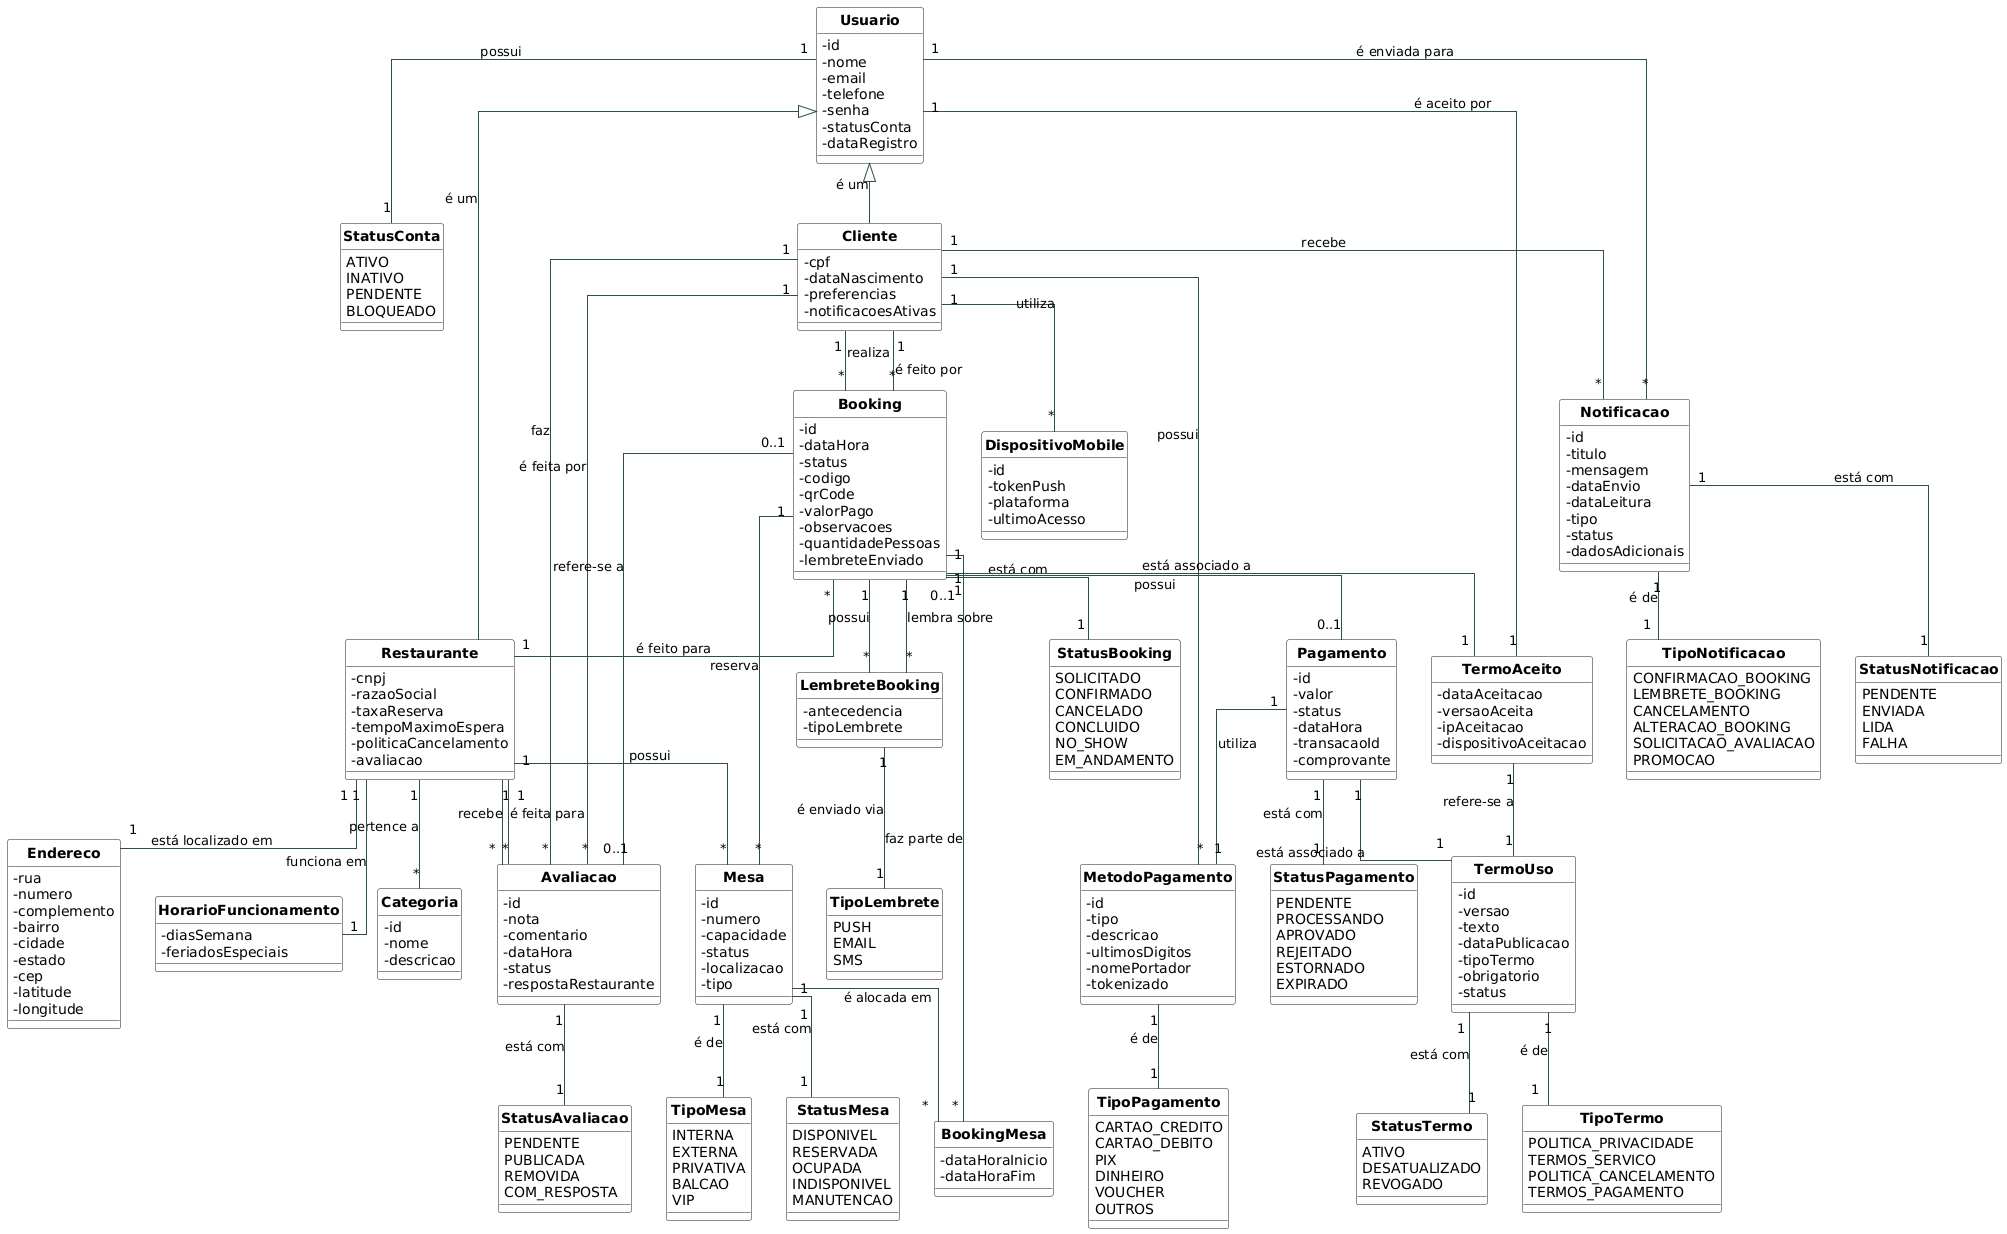 Usuario
-id
-nome
-email
-telefone
-senha
-statusConta
-dataRegistro
possui
1
1
1
é enviada para
1
é aceito por
é um
é um
StatusConta
ATIVO
INATIVO
PENDENTE
BLOQUEADO
Cliente
-cpf
-dataNascimento
-preferencias
-notificacoesAtivas
1
1
1
recebe
1
1
utiliza
1
realiza
1
é feito por
*
*
*
*
*
faz
é feita por
possui
Booking
-id
-dataHora
-status
-codigo
-qrCode
-valorPago
-observacoes
-quantidadePessoas
-lembreteEnviado
0..1
1
DispositivoMobile
-id
-tokenPush
-plataforma
-ultimoAcesso
Notificacao
-id
-titulo
-mensagem
-dataEnvio
-dataLeitura
-tipo
-status
-dadosAdicionais
1
está com
refere-se a
1
1
1
0..1
está com
está associado a
possui
*
1
1
possui
lembra sobre
1
é de
1
é feito para
reserva
*
*
1
0..1
1
1
1
1
Restaurante
-cnpj
-razaoSocial
-taxaReserva
-tempoMaximoEspera
-politicaCancelamento
-avaliacao
LembreteBooking
-antecedencia
-tipoLembrete
StatusBooking
SOLICITADO
CONFIRMADO
CANCELADO
CONCLUIDO
NO_SHOW
EM_ANDAMENTO
Pagamento
-id
-valor
-status
-dataHora
-transacaoId
-comprovante
TermoAceito
-dataAceitacao
-versaoAceita
-ipAceitacao
-dispositivoAceitacao
TipoNotificacao
CONFIRMACAO_BOOKING
LEMBRETE_BOOKING
CANCELAMENTO
ALTERACAO_BOOKING
SOLICITACAO_AVALIACAO
PROMOCAO
StatusNotificacao
PENDENTE
ENVIADA
LIDA
FALHA
1
possui
1
utiliza
1
1
1
1
1
1
está localizado em
funciona em
pertence a
recebe
é feita para
1
é enviado via
faz parte de
1
está com
1
está associado a
1
refere-se a
1
1
*
*
*
*
*
0..1
*
*
1
*
1
1
1
1
Endereco
-rua
-numero
-complemento
-bairro
-cidade
-estado
-cep
-latitude
-longitude
HorarioFuncionamento
-diasSemana
-feriadosEspeciais
Categoria
-id
-nome
-descricao
Avaliacao
-id
-nota
-comentario
-dataHora
-status
-respostaRestaurante
Mesa
-id
-numero
-capacidade
-status
-localizacao
-tipo
TipoLembrete
PUSH
EMAIL
SMS
MetodoPagamento
-id
-tipo
-descricao
-ultimosDigitos
-nomePortador
-tokenizado
StatusPagamento
PENDENTE
PROCESSANDO
APROVADO
REJEITADO
ESTORNADO
EXPIRADO
TermoUso
-id
-versao
-texto
-dataPublicacao
-tipoTermo
-obrigatorio
-status
1
está com
1
1
é de
1
1
está com
1
1
é alocada em
*
*
1
é de
1
1
está com
1
1
é de
1
StatusAvaliacao
PENDENTE
PUBLICADA
REMOVIDA
COM_RESPOSTA
TipoMesa
INTERNA
EXTERNA
PRIVATIVA
BALCAO
VIP
StatusMesa
DISPONIVEL
RESERVADA
OCUPADA
INDISPONIVEL
MANUTENCAO
BookingMesa
-dataHoraInicio
-dataHoraFim
TipoPagamento
CARTAO_CREDITO
CARTAO_DEBITO
PIX
DINHEIRO
VOUCHER
OUTROS
StatusTermo
ATIVO
DESATUALIZADO
REVOGADO
TipoTermo
POLITICA_PRIVACIDADE
TERMOS_SERVICO
POLITICA_CANCELAMENTO
TERMOS_PAGAMENTO